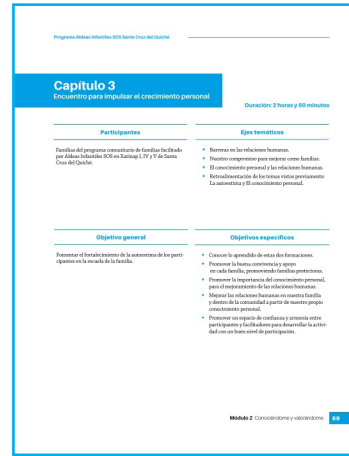 Programa Aldeas Infantiles SOS Santa Cruz del Quiché
Capítulo 3
Encuentro para impulsar el crecimiento personal
Duración: 2 horas y 50 minutos
Participantes
Familias del programa comunitario de familias facilitado
por Aldeas Infantiles SOS en Xatinap I, IV y V de Santa
Cruz del Quiché.
Ejes temáticos
• Barreras en las relaciones humanas.
• Nuestro compromiso para mejorar como familias.
• El conocimiento personal y las relaciones humanas.
• Retroalimentación de los temas vistos previamente
La autoestima y El conocimiento personal.
Objetivo general
Fomentar el fortalecimiento de la autoestima de los parti-
cipantes en la escuela de la familia.
Objetivos específicos
• Conocer lo aprendido de estas dos formaciones.
• Promover la buena convivencia y apoyo
en cada familia, promoviendo familias protectoras.
• Promover la importancia del conocimiento personal,
para el mejoramiento de las relaciones humanas.
• Mejorar las relaciones humanas en nuestra familia
y dentro de la comunidad a partir de nuestro propio
conocimiento personal.
• Promover un espacio de confianza y armonía entre
participantes y facilitadores para desarrollar la activi-
dad con un buen nivel de participación.
Módulo 2 Conociéndome y valorándome 69